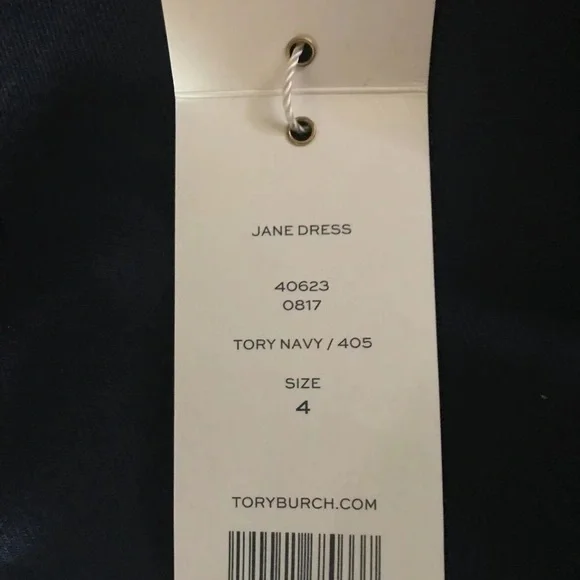 JANE DRESS
40623
0817
TORY NAVY / 405
SIZE
4
TORYBURCH.COM